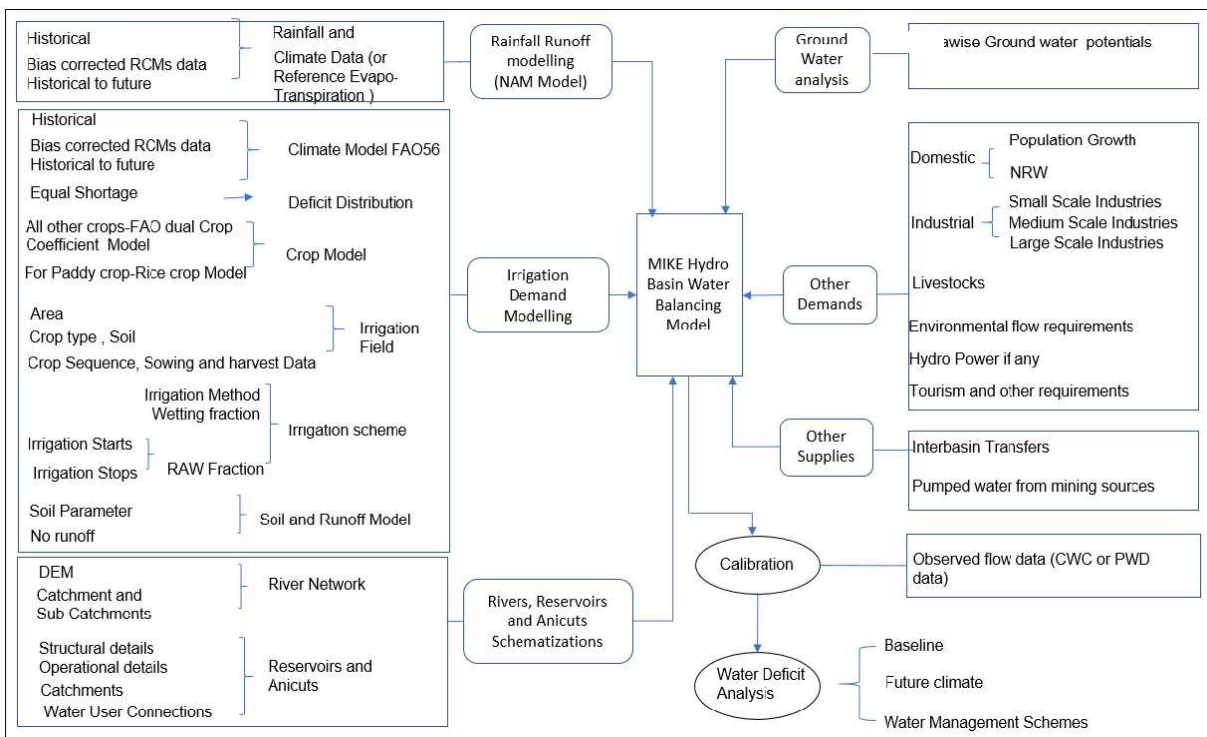 Historical
Bias corrected RCMs data
Historical to future
Rainfall and
Climate Data (or
Reference Evapo-
Transpiration )
Rainfall Runoff
modelling
(NAM Model)
Historical
Bias corrected RCMs data
Historical to future
Climate Model FAO56
Equal Shortage
Deficit Distribution
All other crops-FAO dual Crop
Coefficient Model
For Paddy crop-Rice crop Model
Crop Model
Area
Crop type , Soil
Crop Sequence, Sowing and harvest Data
Irrigation
Field
Irrigation Method
Wetting fraction
Irrigation Starts
Irrigation Stops
RAW Fraction
Irrigation scheme
Soil Parameter
No runoff
Soil and Runoff Model
Irrigation
Demand
Modelling
DEM
Catchment and
Sub Catchments
River Network
Structural details
Operational details
Catchments
Water User Connections
Reservoirs and
Anicuts
Rivers, Reservoirs
and Anicuts
Schematizations
MIKE Hydro
Basin Water
Balancing
Model
Ground
Water
analysis
awise Ground water potentials
Other
Demands
Domestic
Population Growth
NRW
Industrial
Small Scale Industries
Medium Scale Industries
Large Scale Industries
Livestocks
Environmental flow requirements
Hydro Power if any
Tourism and other requirements
Other
Supplies
Interbasin Transfers
Pumped water from mining sources
Calibration
Observed flow data (CWC or PWD
data)
Water Deficit
Analysis
Baseline
Future climate
Water Management Schemes